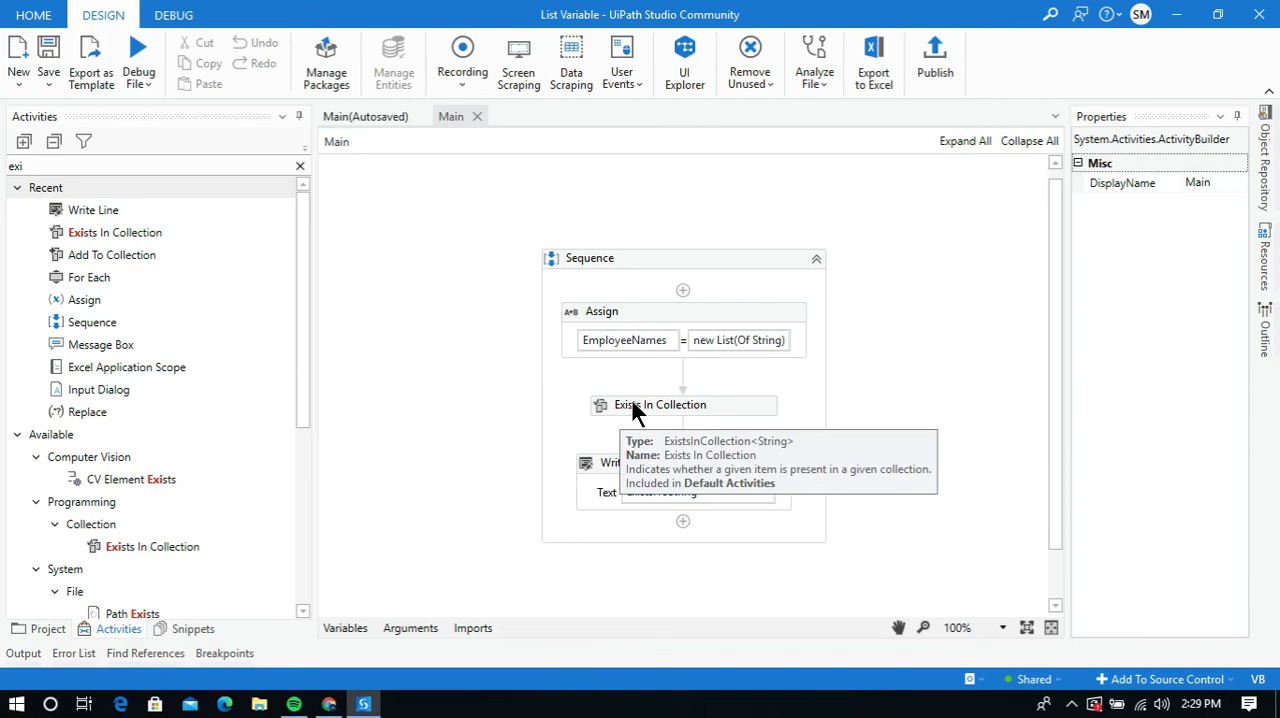 HOME
DESIGN
DEBUG
List Variable - UiPath Studio Community
SM
New
Save
Export as Template
Debug File
Cut
Copy
Paste
Undo
Redo
Manage Packages
Manage Entities
Recording
Screen Scraping
Data Scraping
User Events
UI Explorer
Remove Unused
Analyze File
Export to Excel
Publish
Activities
exi
Recent
Write Line
Exists In Collection
Add To Collection
For Each
Assign
Sequence
Message Box
Excel Application Scope
Input Dialog
Replace
Available
Computer Vision
CV Element Exists
Programming
Collection
Exists In Collection
System
File
Path Exists
Project
Activities
Snippets
Main(Autosaved)
Main
Main
Expand All
Collapse All
Sequence
A+B Assign
EmployeeNames = new List(Of String)
Exists In Collection
Type: ExistsInCollection<String>
Name: Exists In Collection
Indicates whether a given item is present in a given collection.
Included in Default Activities
Text
Variables
Arguments
Imports
100%
Properties
System.Activities.ActivityBuilder
Misc
DisplayName
Main
Object Repository
Resources
Outline
Output
Error List
Find References
Breakpoints
Shared
Add To Source Control
VB
2:29 PM